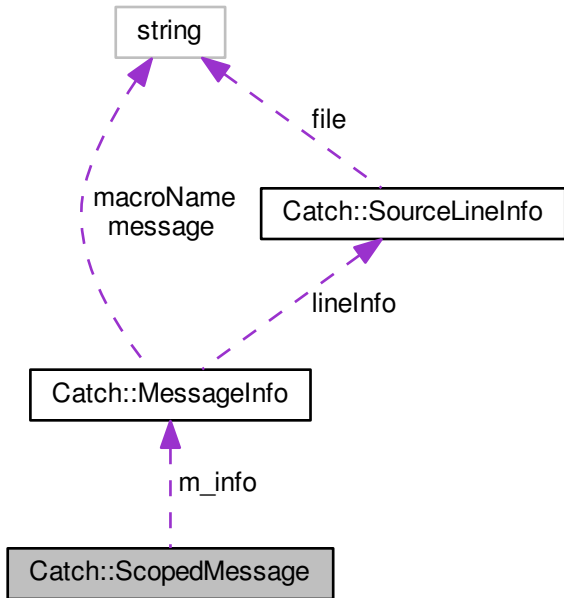 string
file
macroName
message
Catch::SourceLineInfo
lineInfo
Catch::MessageInfo
m_info
Catch::ScopedMessage